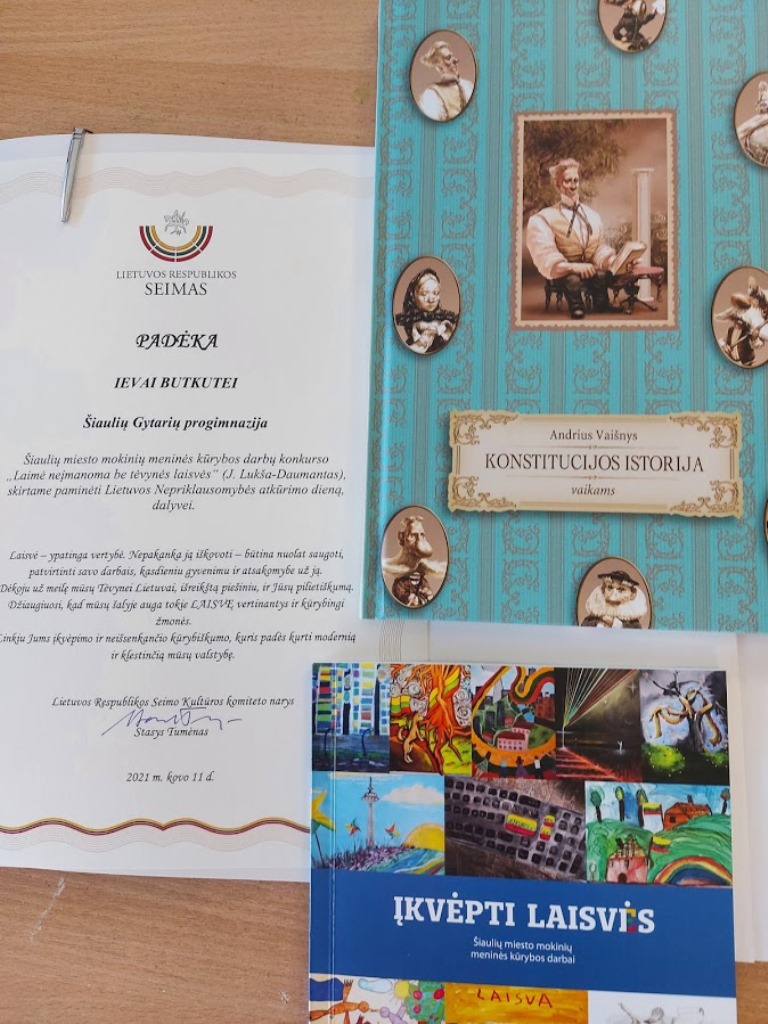 LIETUVOS RESPUBLIKOS
SEIMAS
PADĖKA
IEVAI BUTKUTEI
Šiaulių Gytarių progimnazija
Šiaulių miesto mokinių meninės kūrybos darbų konkurso
„Laimė neįmanoma be tėvynės laisvės“ (J. Lukša-Daumantas),
skirtame paminėti Lietuvos Nepriklausomybės atkūrimo dieną,
dalyvei.
Laisvė – ypatinga vertybė. Nepakanka ją iškovoti – būtina nuolat saugoti,
patvirtinti savo darbais, kasdieniu gyvenimu ir atsakomybe už ją.
Dėkoju už meilę mūsų Tėvynei Lietuvai, išreikštą piešiniu, ir Jūsų pilietiškumą.
Džiaugiuosi, kad mūsų šalyje auga tokie LAISVĘ vertinantys ir kūrybingi
žmonės.
Linkiu Jums įkvėpimo ir neišsenkančio kūrybiškumo, kuris padės kurti modernią
ir klestinčią mūsų valstybę.
Lietuvos Respublikos Seimo Kultūros komiteto narys
Stasys Tumėnas
2021 m. kovo 11 d.
Andrius Vaišnys
KONSTITUCIJOS ISTORIJA
vaikams
ĮKVĖPTI LAISVĖS
Šiaulių miesto mokinių
meninės kūrybos darbai
LAISVA